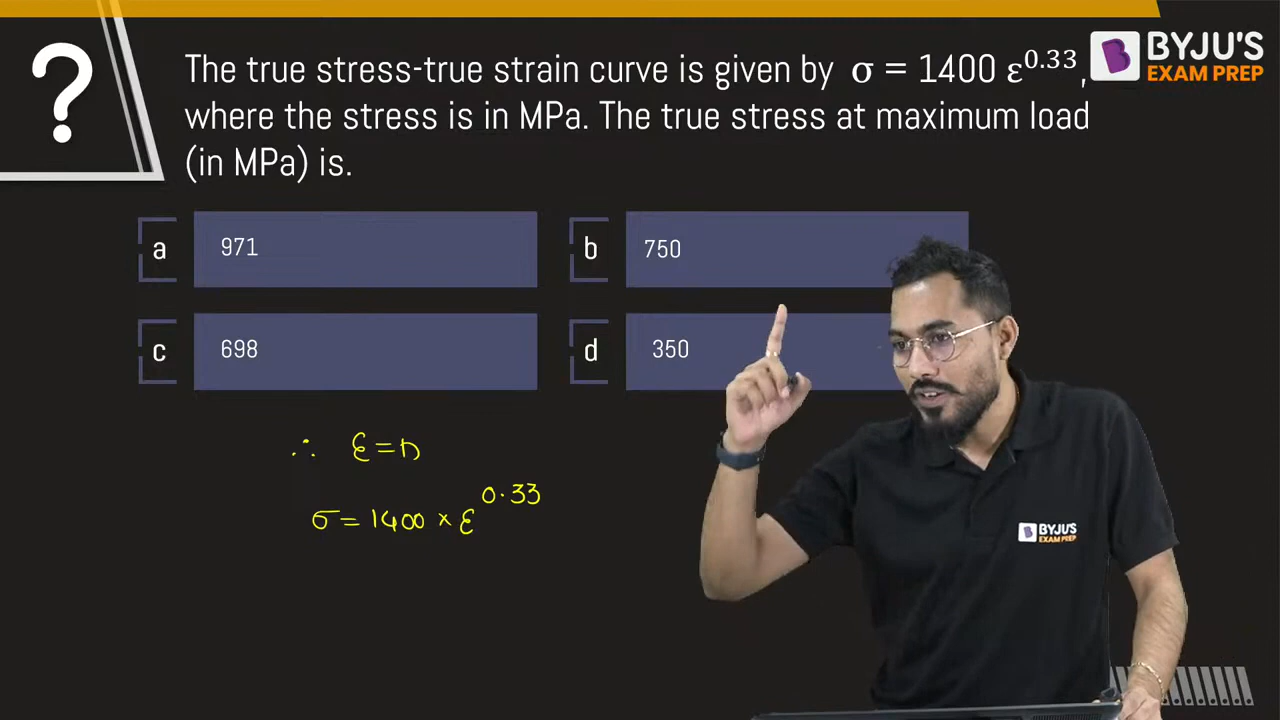 ?
The true stress-true strain curve is given by σ = 1400 ε^0.33,
where the stress is in MPa. The true stress at maximum load
(in MPa) is.
BYJU'S
EXAM PREP
a 971
b 750
c 698
d 350
∴ ε = n
σ = 1400 × ε^0.33
BYJU'S
EXAM PREP